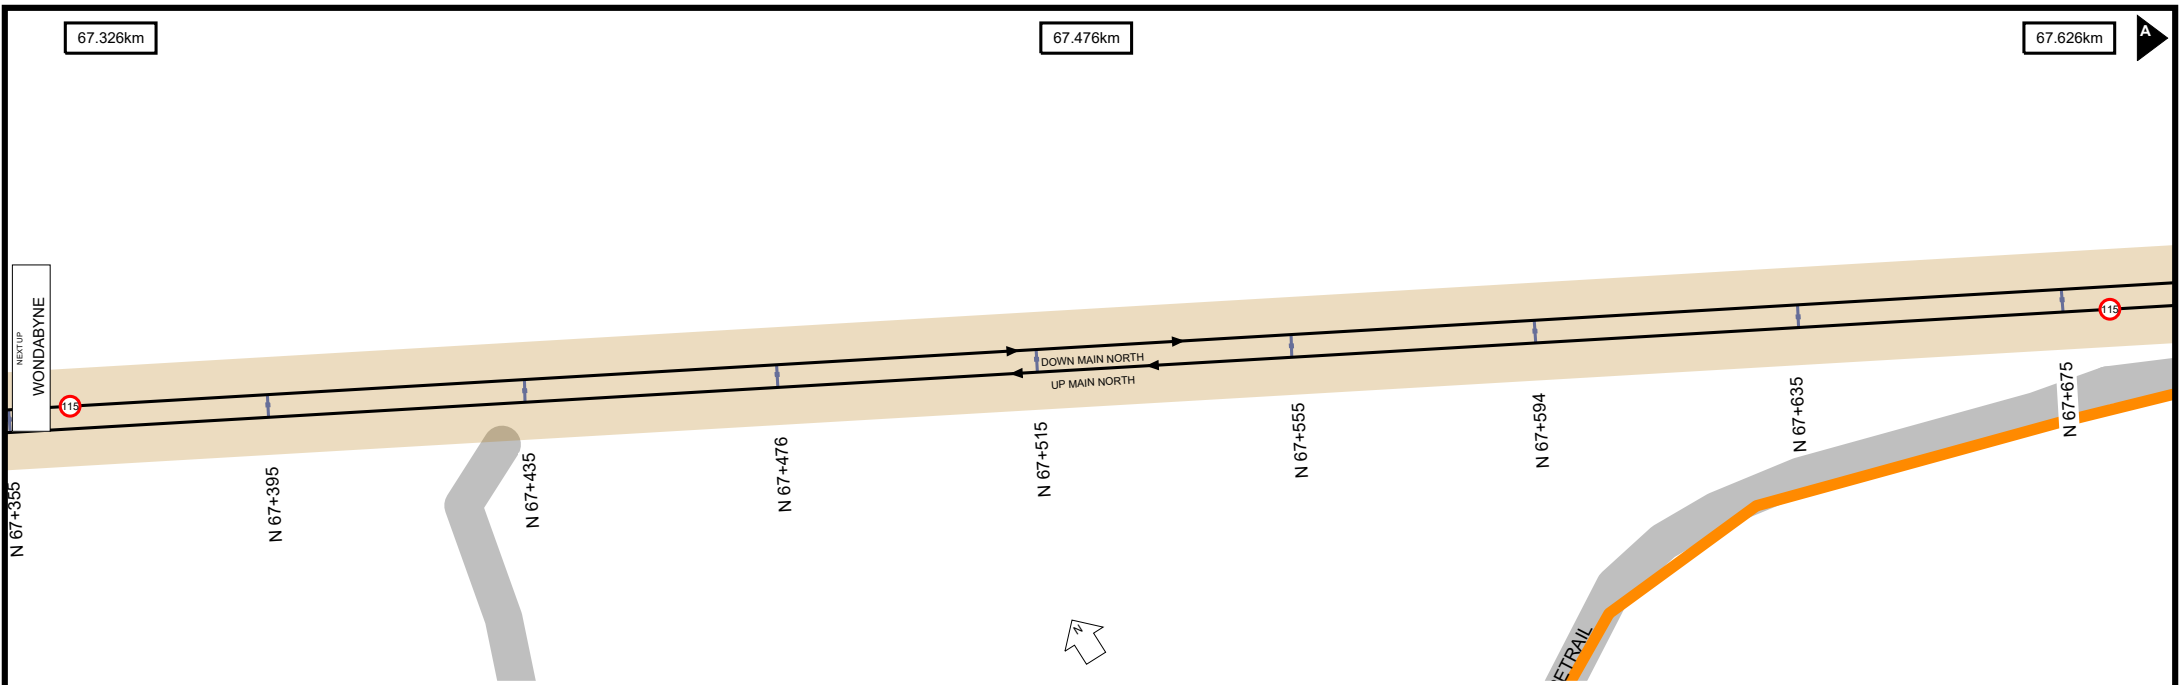 67.326km
67.476km
67.626km
A
NEXT UP
WONDABYNE
115
115
DOWN MAIN NORTH
UP MAIN NORTH
N 67+355
N 67+395
N 67+435
N 67+476
N 67+515
N 67+555
N 67+594
N 67+635
N 67+675
N
ETRAIL